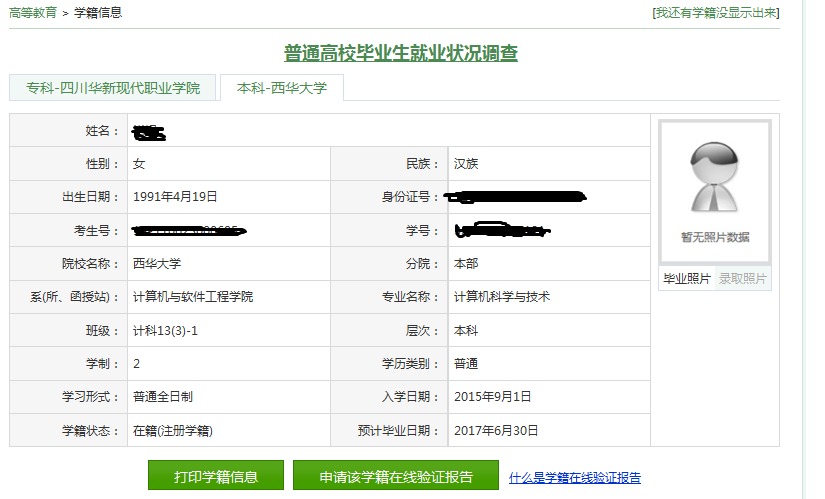 高等教育 > 学籍信息 [我还有学籍没显示出来]
普通高校毕业生就业状况调查
专科-四川华新现代职业学院 本科-西华大学
姓名：
性别： 女 民族： 汉族
出生日期： 1991年4月19日 身份证号：
考生号： 学号：
暂无照片数据
院校名称： 西华大学 分院： 本部
毕业照片 录取照片
系(所、函授站)： 计算机与软件工程学院 专业名称： 计算机科学与技术
班级： 计科13(3)-1 层次： 本科
学制： 2 学历类别： 普通
学习形式： 普通全日制 入学日期： 2015年9月1日
学籍状态： 在籍(注册学籍) 预计毕业日期： 2017年6月30日
打印学籍信息 申请该学籍在线验证报告 什么是学籍在线验证报告